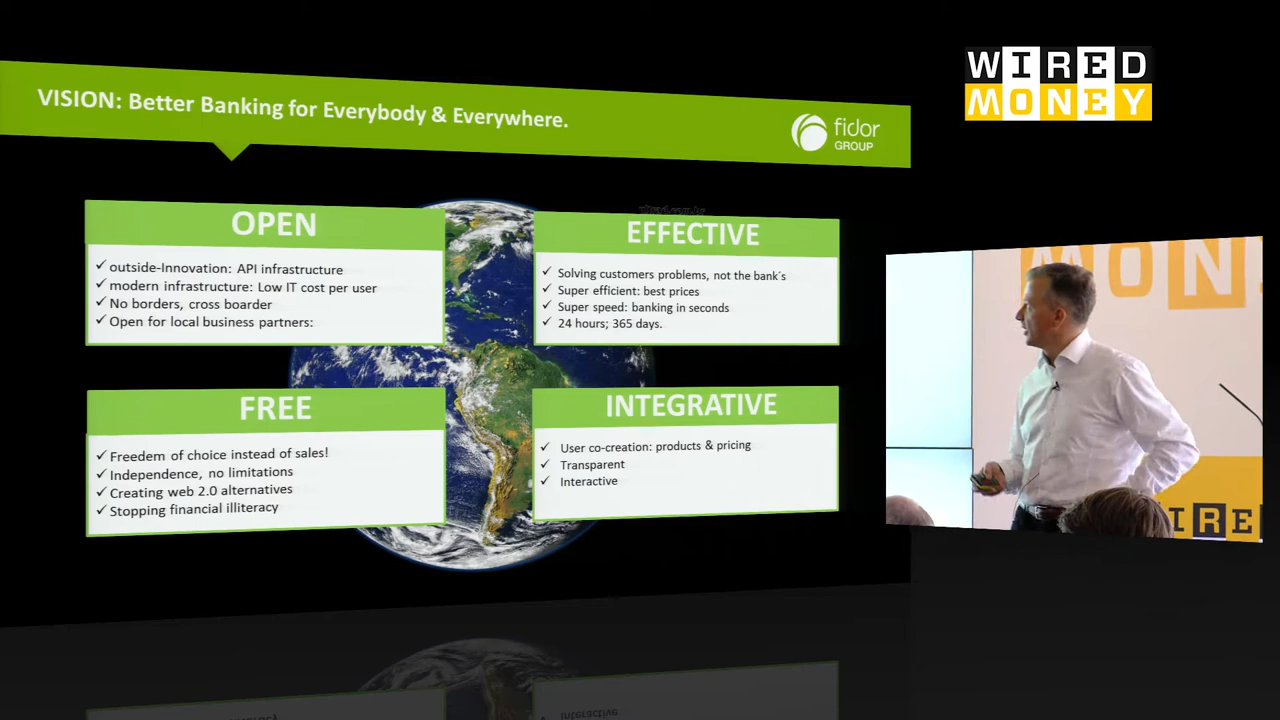 WIRED
MONEY
VISION: Better Banking for Everybody & Everywhere.
fidor
GROUP
OPEN
✓ outside-Innovation: API infrastructure
✓ modern infrastructure: Low IT cost per user
✓ No borders, cross boarder
✓ Open for local business partners:
EFFECTIVE
✓ Solving customers problems, not the bank´s
✓ Super efficient: best prices
✓ Super speed: banking in seconds
✓ 24 hours; 365 days.
FREE
✓ Freedom of choice instead of sales!
✓ Independence, no limitations
✓ Creating web 2.0 alternatives
✓ Stopping financial illiteracy
INTEGRATIVE
✓ User co-creation: products & pricing
✓ Transparent
✓ Interactive
MON
IRE